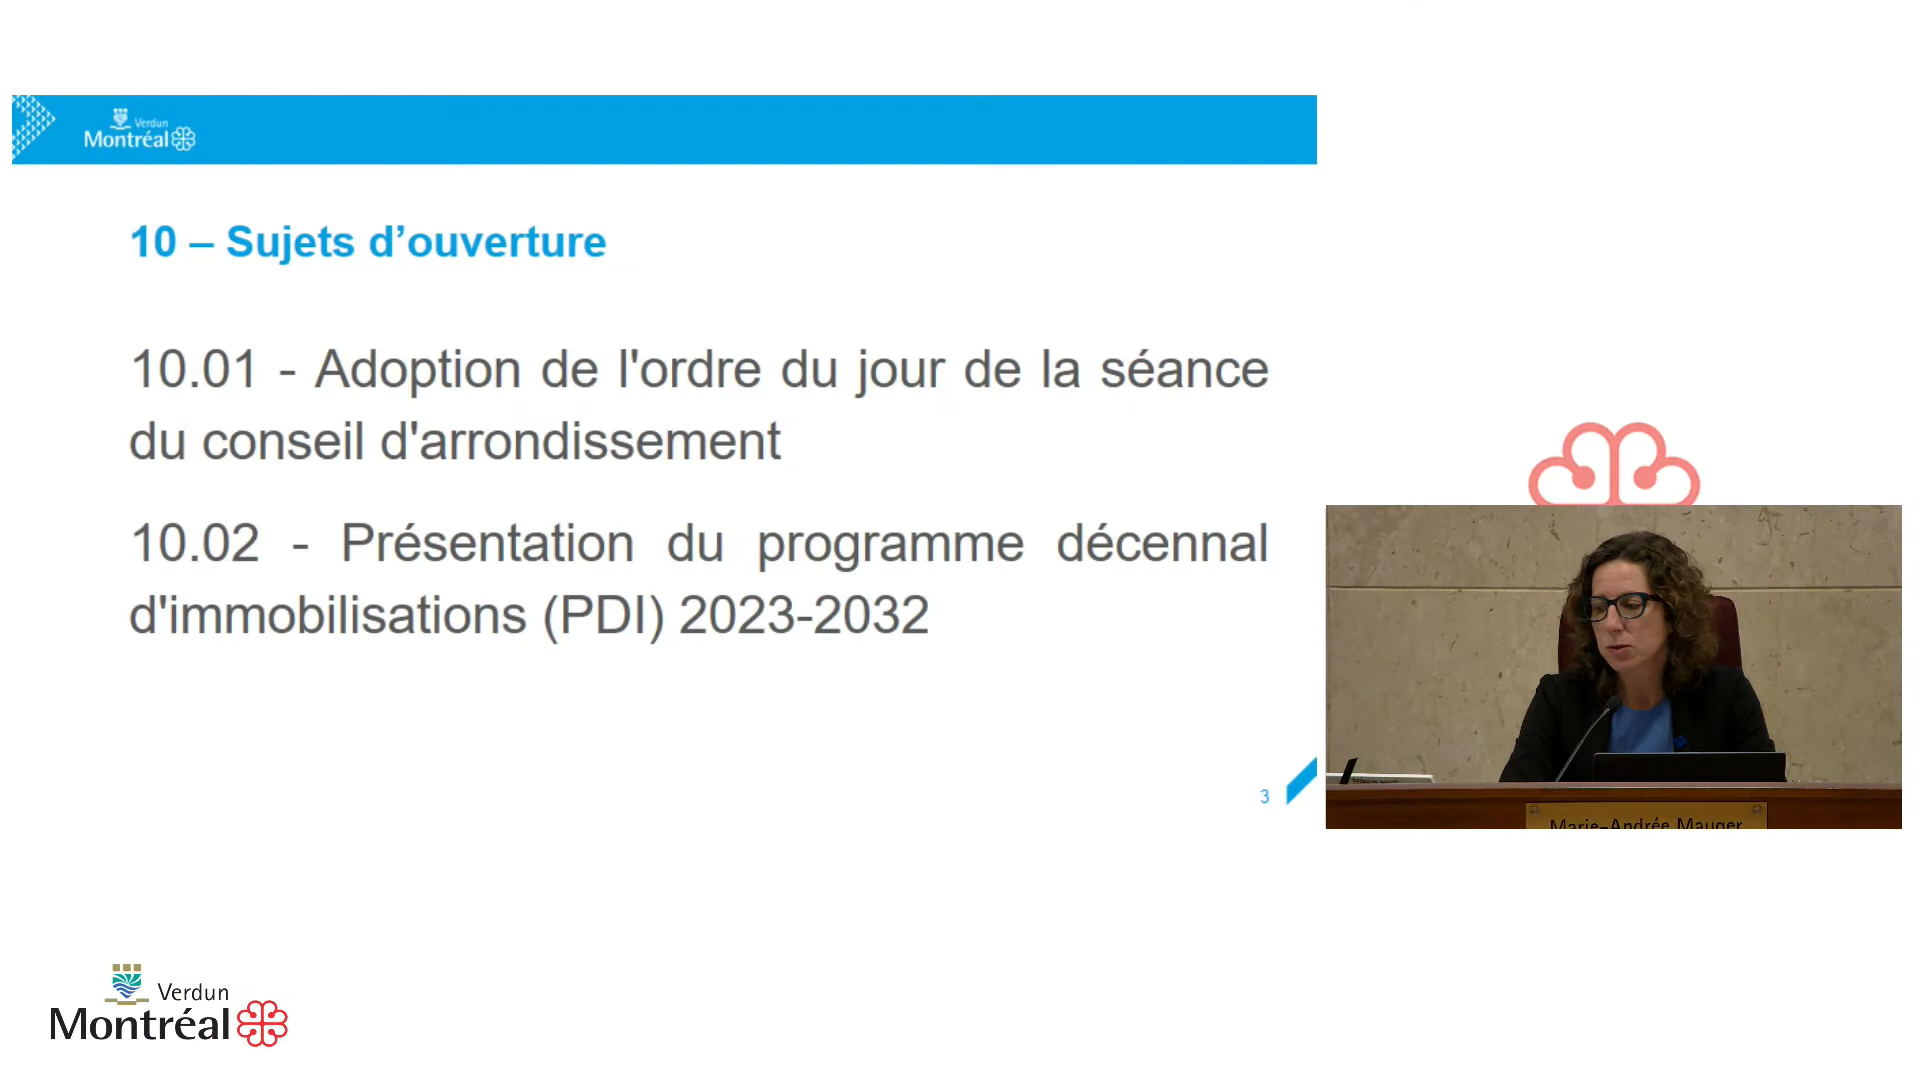 Verdun
Montréal
10 – Sujets d’ouverture
10.01 - Adoption de l'ordre du jour de la séance
du conseil d'arrondissement
10.02 - Présentation du programme décennal
d'immobilisations (PDI) 2023-2032
3
Marie-Andrée Mauger
Verdun
Montréal